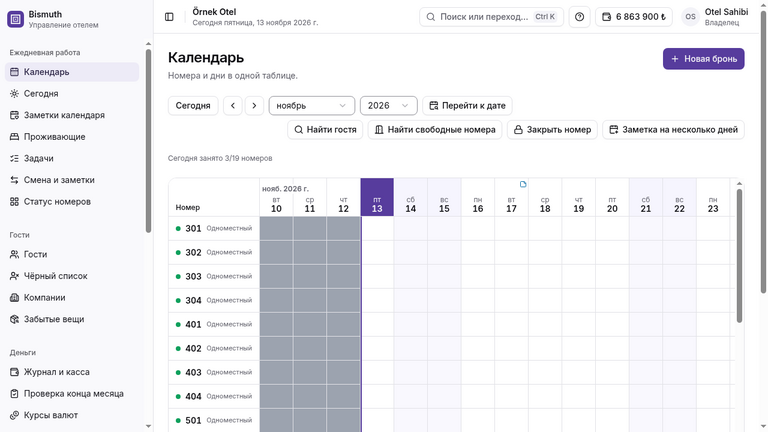 Bismuth
Управление отелем
Ежедневная работа
Календарь
Сегодня
Заметки календаря
Проживающие
Задачи
Смена и заметки
Статус номеров
Гости
Гости
Чёрный список
Компании
Забытые вещи
Деньги
Журнал и касса
Проверка конца месяца
Курсы валют
Örnek Otel
Сегодня пятница, 13 ноября 2026 г.
Поиск или переход... Ctrl K
6 863 900 ₺
OS
Otel Sahibi
Владелец
Календарь
Номера и дни в одной таблице.
Новая бронь
Сегодня
ноябрь
2026
Перейти к дате
Найти гостя
Найти свободные номера
Закрыть номер
Заметка на несколько дней
Сегодня занято 3/19 номеров
Номер
нояб. 2026 г.
вт 10
ср 11
чт 12
пт 13
сб 14
вс 15
пн 16
вт 17
ср 18
чт 19
пт 20
сб 21
вс 22
пн 23
301 Одноместный
302 Одноместный
303 Одноместный
304 Одноместный
401 Одноместный
402 Одноместный
403 Одноместный
404 Одноместный
501 Одноместный